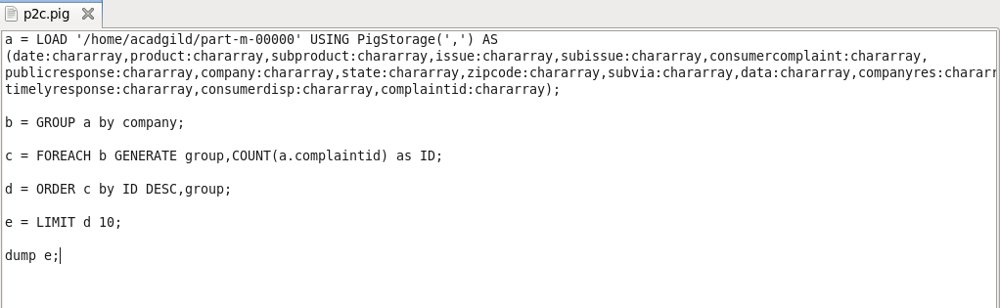 p2c.pig
a = LOAD '/home/acadgild/part-m-00000' USING PigStorage(',') AS
(date:chararray,product:chararray,subproduct:chararray,issue:chararray,subissue:chararray,consumercomplaint:chararray,
publicresponse:chararray,company:chararray,state:chararray,zipcode:chararray,subvia:chararray,data:chararray,companyres:charar
timelyresponse:chararray,consumerdisp:chararray,complaintid:chararray);
b = GROUP a by company;
c = FOREACH b GENERATE group,COUNT(a.complaintid) as ID;
d = ORDER c by ID DESC,group;
e = LIMIT d 10;
dump e;